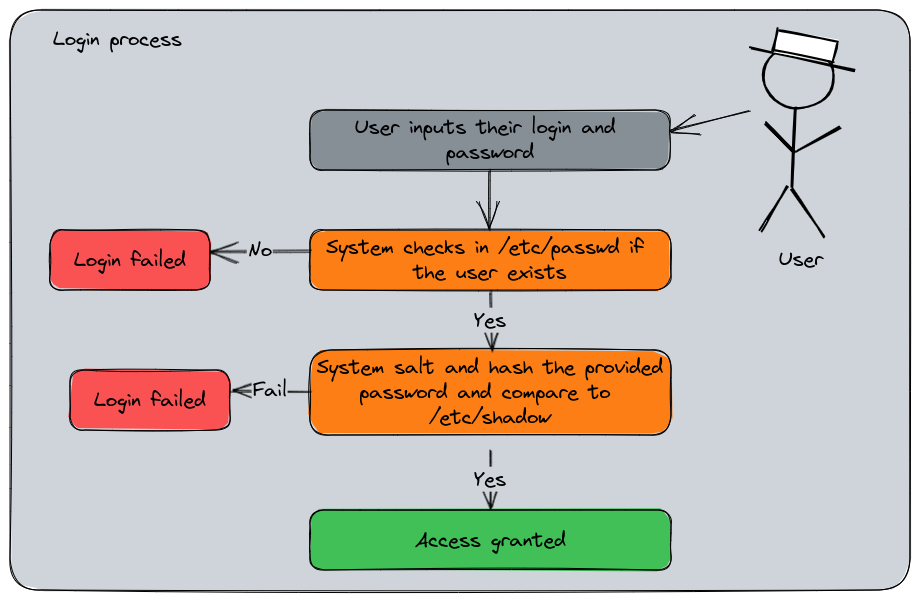 Login process
User inputs their login and
password
Login failed
No
System checks in /etc/passwd if
the user exists
User
Yes
System salt and hash the provided
password and compare to
/etc/shadow
Fail
Login failed
Yes
Access granted